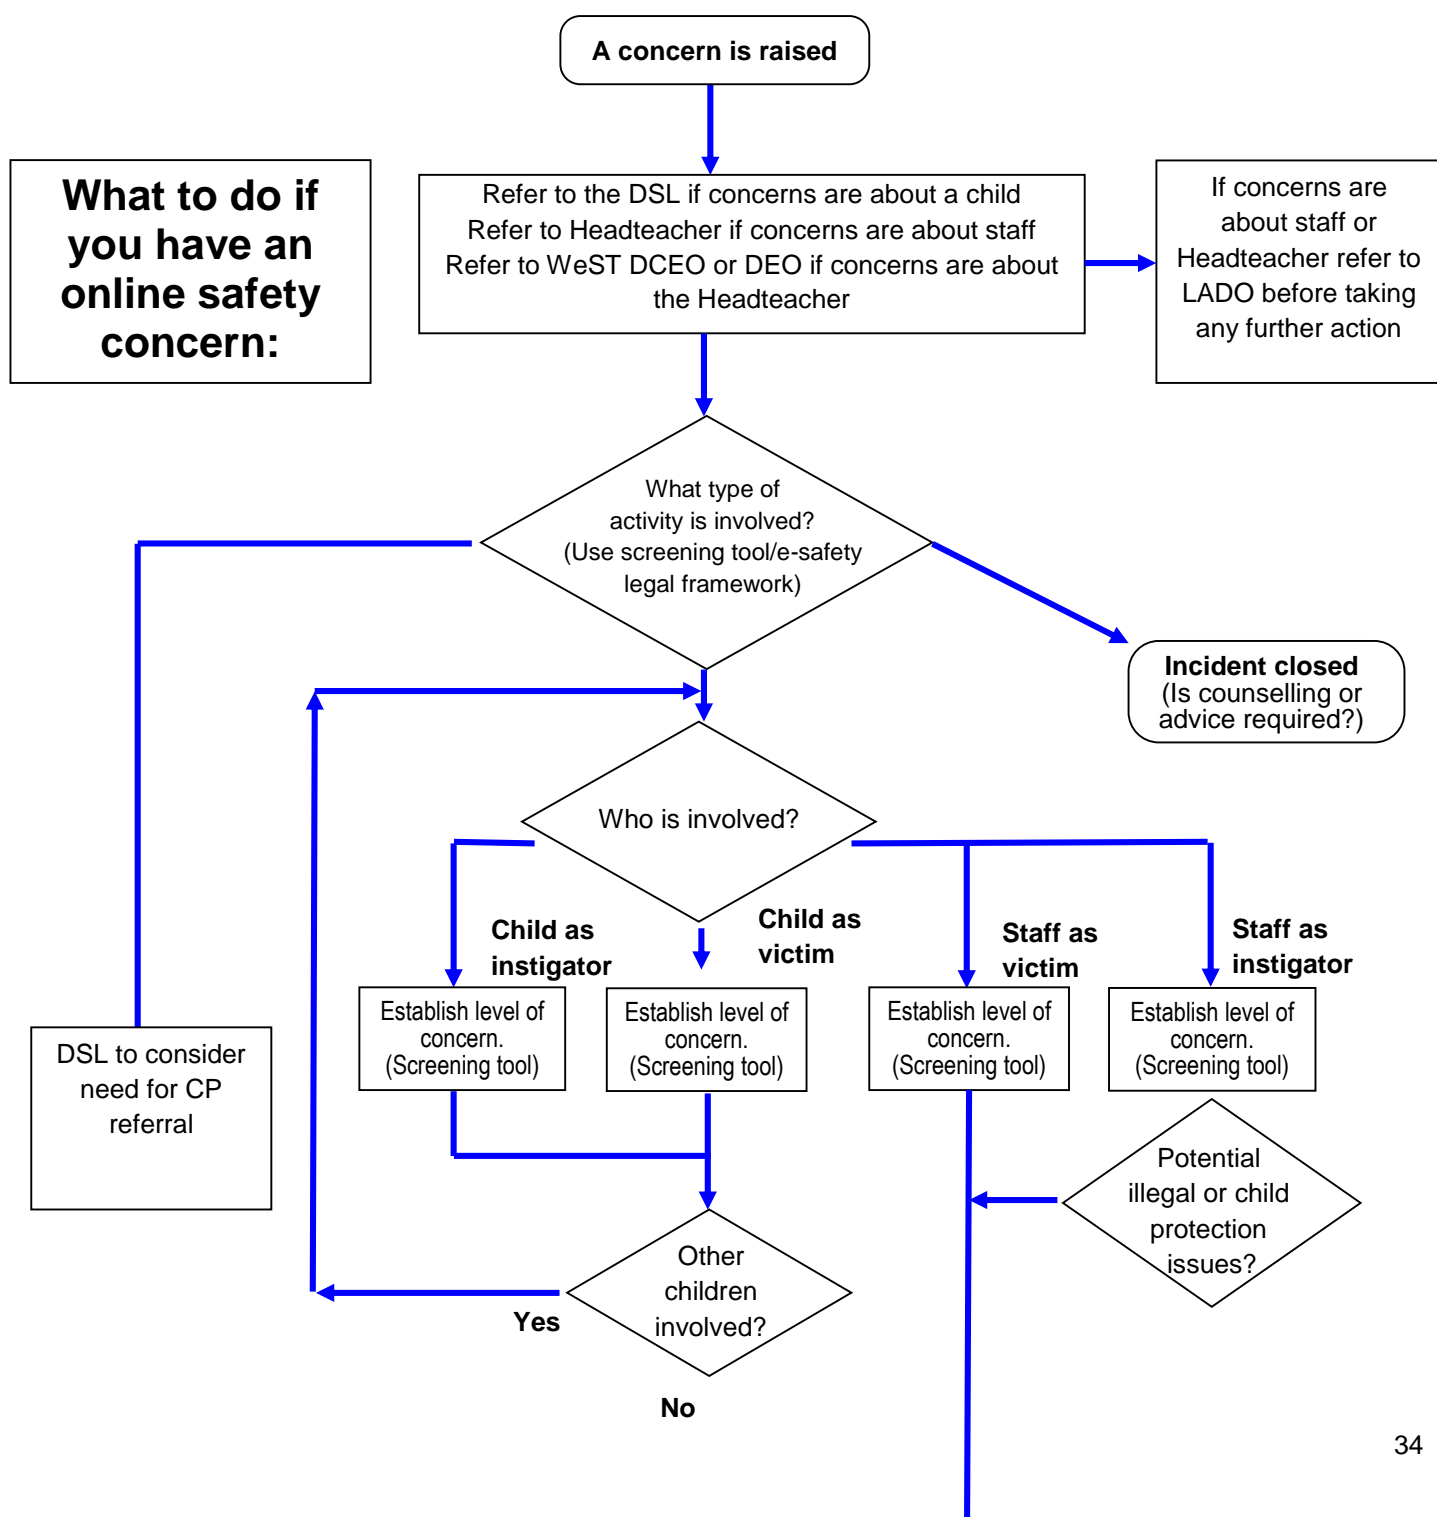 A concern is raised
What to do if
you have an
online safety
concern:
Refer to the DSL if concerns are about a child
Refer to Headteacher if concerns are about staff
Refer to WeST DCEO or DEO if concerns are about
the Headteacher
If concerns are
about staff or
Headteacher refer to
LADO before taking
any further action
What type of
activity is involved?
(Use screening tool/e-safety
legal framework)
Incident closed
(Is counselling or
advice required?)
Who is involved?
Child as
instigator
Child as
victim
Staff as
victim
Staff as
instigator
Establish level of
concern.
(Screening tool)
Establish level of
concern.
(Screening tool)
Establish level of
concern.
(Screening tool)
Establish level of
concern.
(Screening tool)
DSL to consider
need for CP
referral
Potential
illegal or child
protection
issues?
Other
children
involved?
Yes
No
34